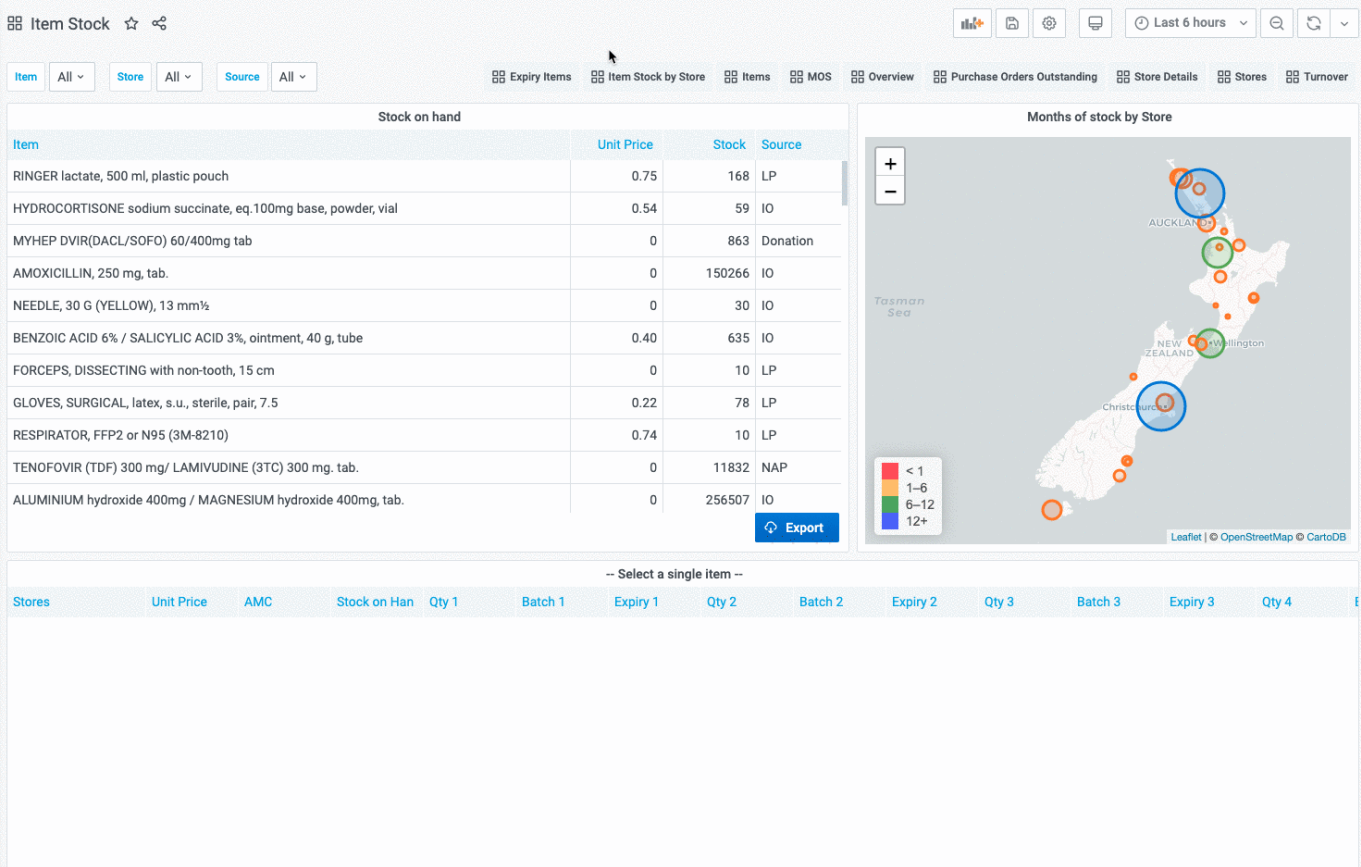 Item Stock
Last 6 hours
Item All Store All Source All Expiry Items Item Stock by Store Items MOS Overview Purchase Orders Outstanding Store Details Stores Turnover
Stock on hand
Item Unit Price Stock Source
RINGER lactate, 500 ml, plastic pouch 0.75 168 LP
HYDROCORTISONE sodium succinate, eq.100mg base, powder, vial 0.54 59 IO
MYHEP DVIR(DACL/SOFO) 60/400mg tab 0 863 Donation
AMOXICILLIN, 250 mg, tab. 0 150266 IO
NEEDLE, 30 G (YELLOW), 13 mm½ 0 30 IO
BENZOIC ACID 6% / SALICYLIC ACID 3%, ointment, 40 g, tube 0.40 635 IO
FORCEPS, DISSECTING with non-tooth, 15 cm 0 10 LP
GLOVES, SURGICAL, latex, s.u., sterile, pair, 7.5 0.22 78 LP
RESPIRATOR, FFP2 or N95 (3M-8210) 0.74 10 LP
TENOFOVIR (TDF) 300 mg/ LAMIVUDINE (3TC) 300 mg. tab. 0 11832 NAP
ALUMINIUM hydroxide 400mg / MAGNESIUM hydroxide 400mg, tab. 0 256507 IO
Export
Months of stock by Store
+
−
AUCKLAND
Tasman
Sea
NEW
ZEALAND
Wellington
Christchurch
< 1
1–6
6–12
12+
Leaflet | © OpenStreetMap © CartoDB
-- Select a single item --
Stores Unit Price AMC Stock on Han Qty 1 Batch 1 Expiry 1 Qty 2 Batch 2 Expiry 2 Qty 3 Batch 3 Expiry 3 Qty 4